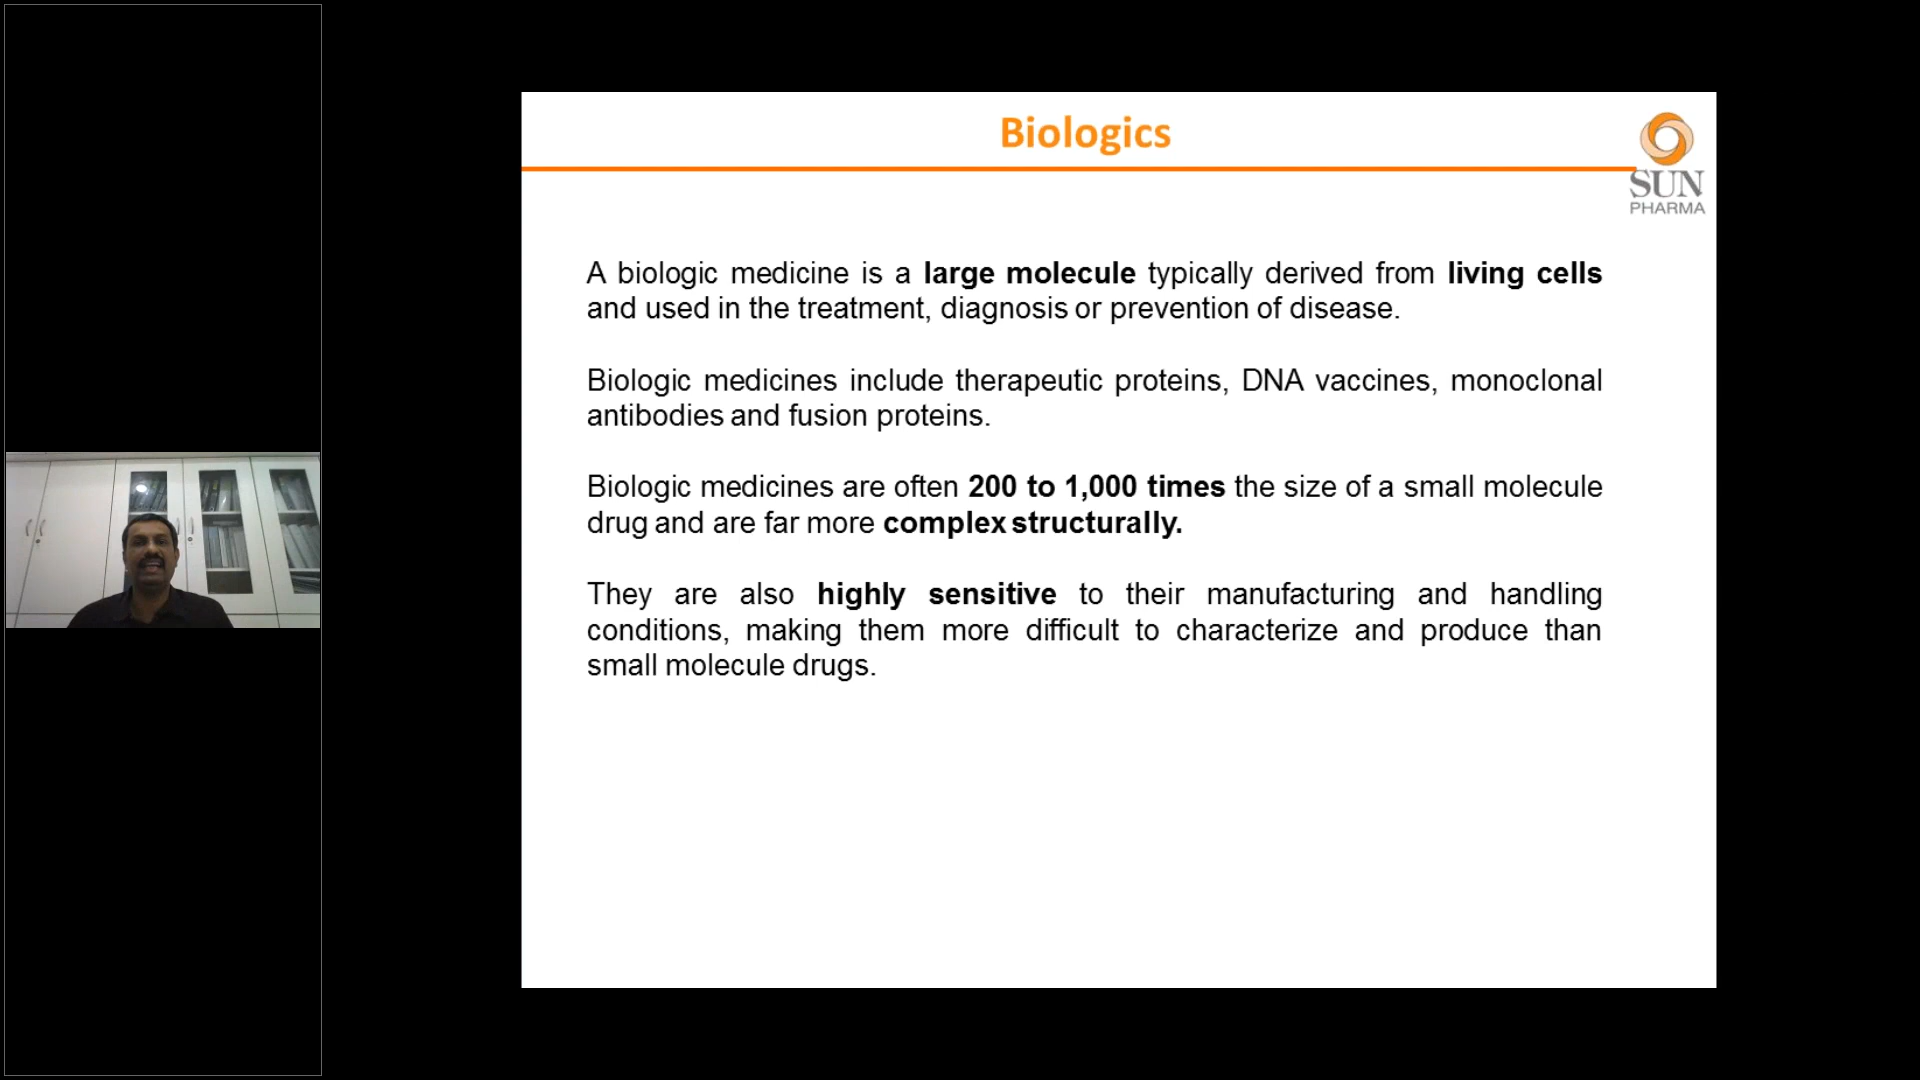 Biologics
SUN
PHARMA
A biologic medicine is a large molecule typically derived from living cells
and used in the treatment, diagnosis or prevention of disease.
Biologic medicines include therapeutic proteins, DNA vaccines, monoclonal
antibodies and fusion proteins.
Biologic medicines are often 200 to 1,000 times the size of a small molecule
drug and are far more complex structurally.
They are also highly sensitive to their manufacturing and handling
conditions, making them more difficult to characterize and produce than
small molecule drugs.